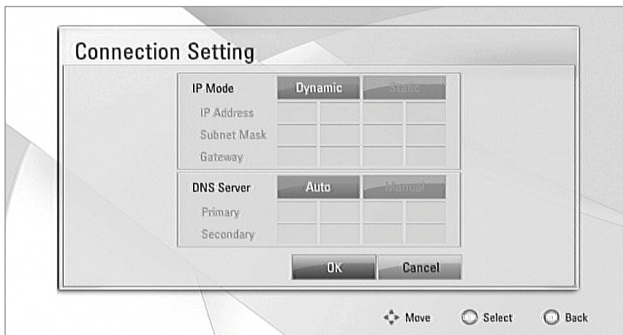 Connection Setting
IP Mode Dynamic Static
IP Address
Subnet Mask
Gateway
DNS Server Auto Manual
Primary
Secondary
OK Cancel
Move Select Back